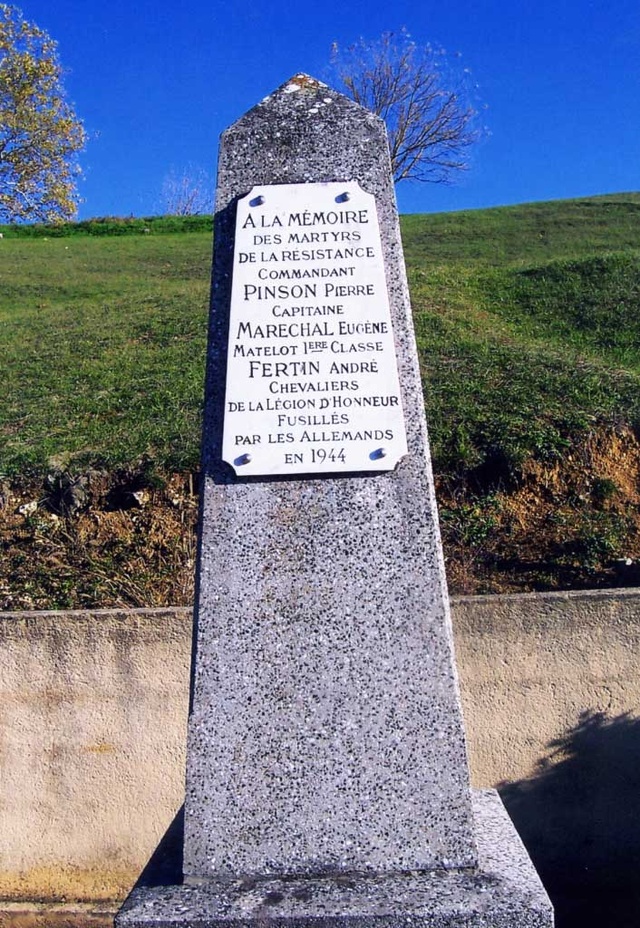 A LA MÉMOIRE
DES MARTYRS
DE LA RÉSISTANCE
COMMANDANT
PINSON PIERRE
CAPITAINE
MARECHAL EUGÈNE
MATELOT 1ERE CLASSE
FERTIN ANDRÉ
CHEVALIERS
DE LA LÉGION D'HONNEUR
FUSILLÉS
PAR LES ALLEMANDS
EN 1944